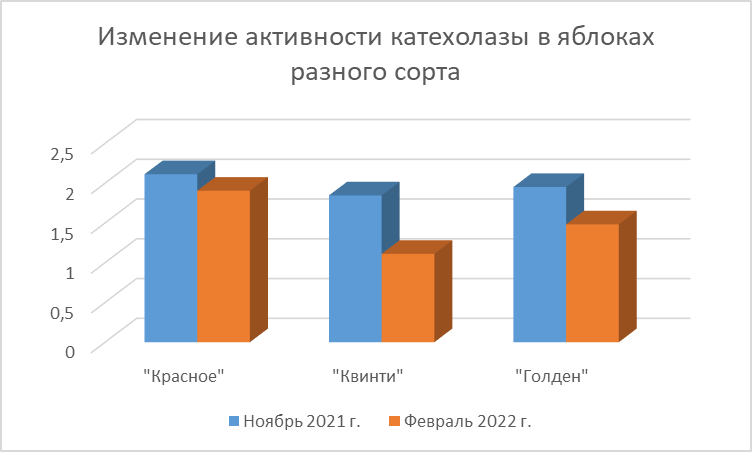 Изменение активности катехолазы в яблоках
разного сорта
2,5
2
1,5
1
0,5
0
"Красное" "Квинти" "Голден"
Ноябрь 2021 г. Февраль 2022 г.